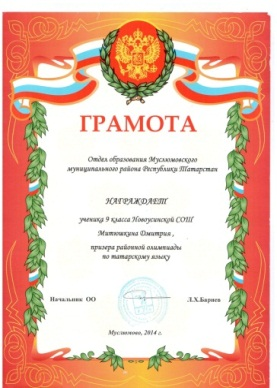 ГРАМОТА
Отдел образования Муслюмовского
муниципального района Республики Татарстан
НАГРАЖДАЕТ
ученика 9 класса Новоусинской СОШ
Митюшкина Дмитрия ,
призера районной олимпиады
по татарскому языку
Начальник ОО Л.Х.Бариев
Муслюмово, 2014 г.